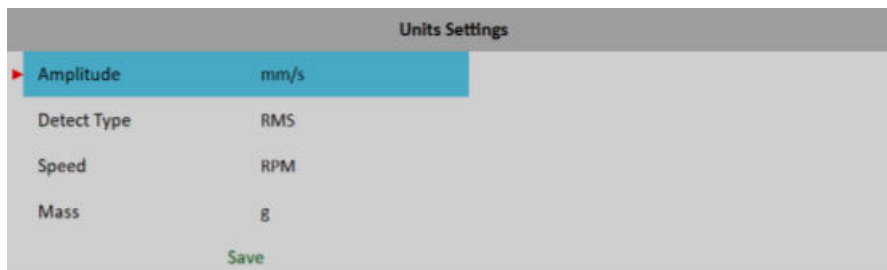 Units Settings
Amplitude mm/s
Detect Type RMS
Speed RPM
Mass g
Save